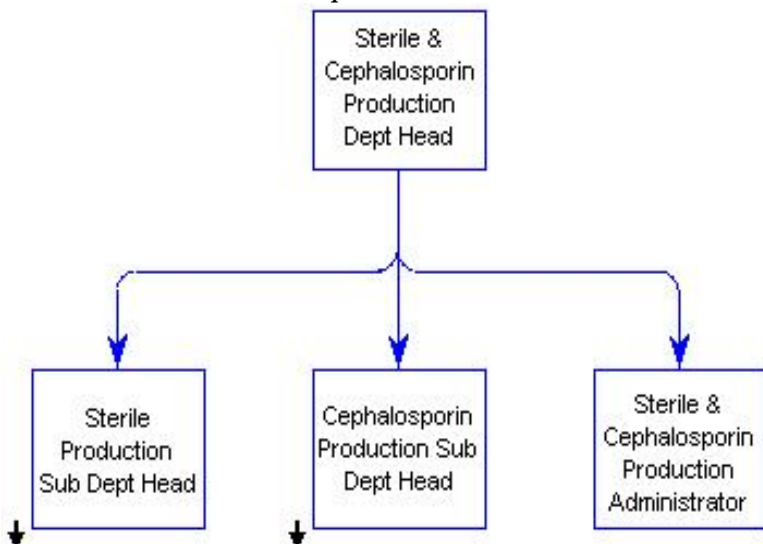 Sterile &
Cephalosporin
Production
Dept Head
Sterile
Production
Sub Dept Head
Cephalosporin
Production Sub
Dept Head
Sterile &
Cephalosporin
Production
Administrator